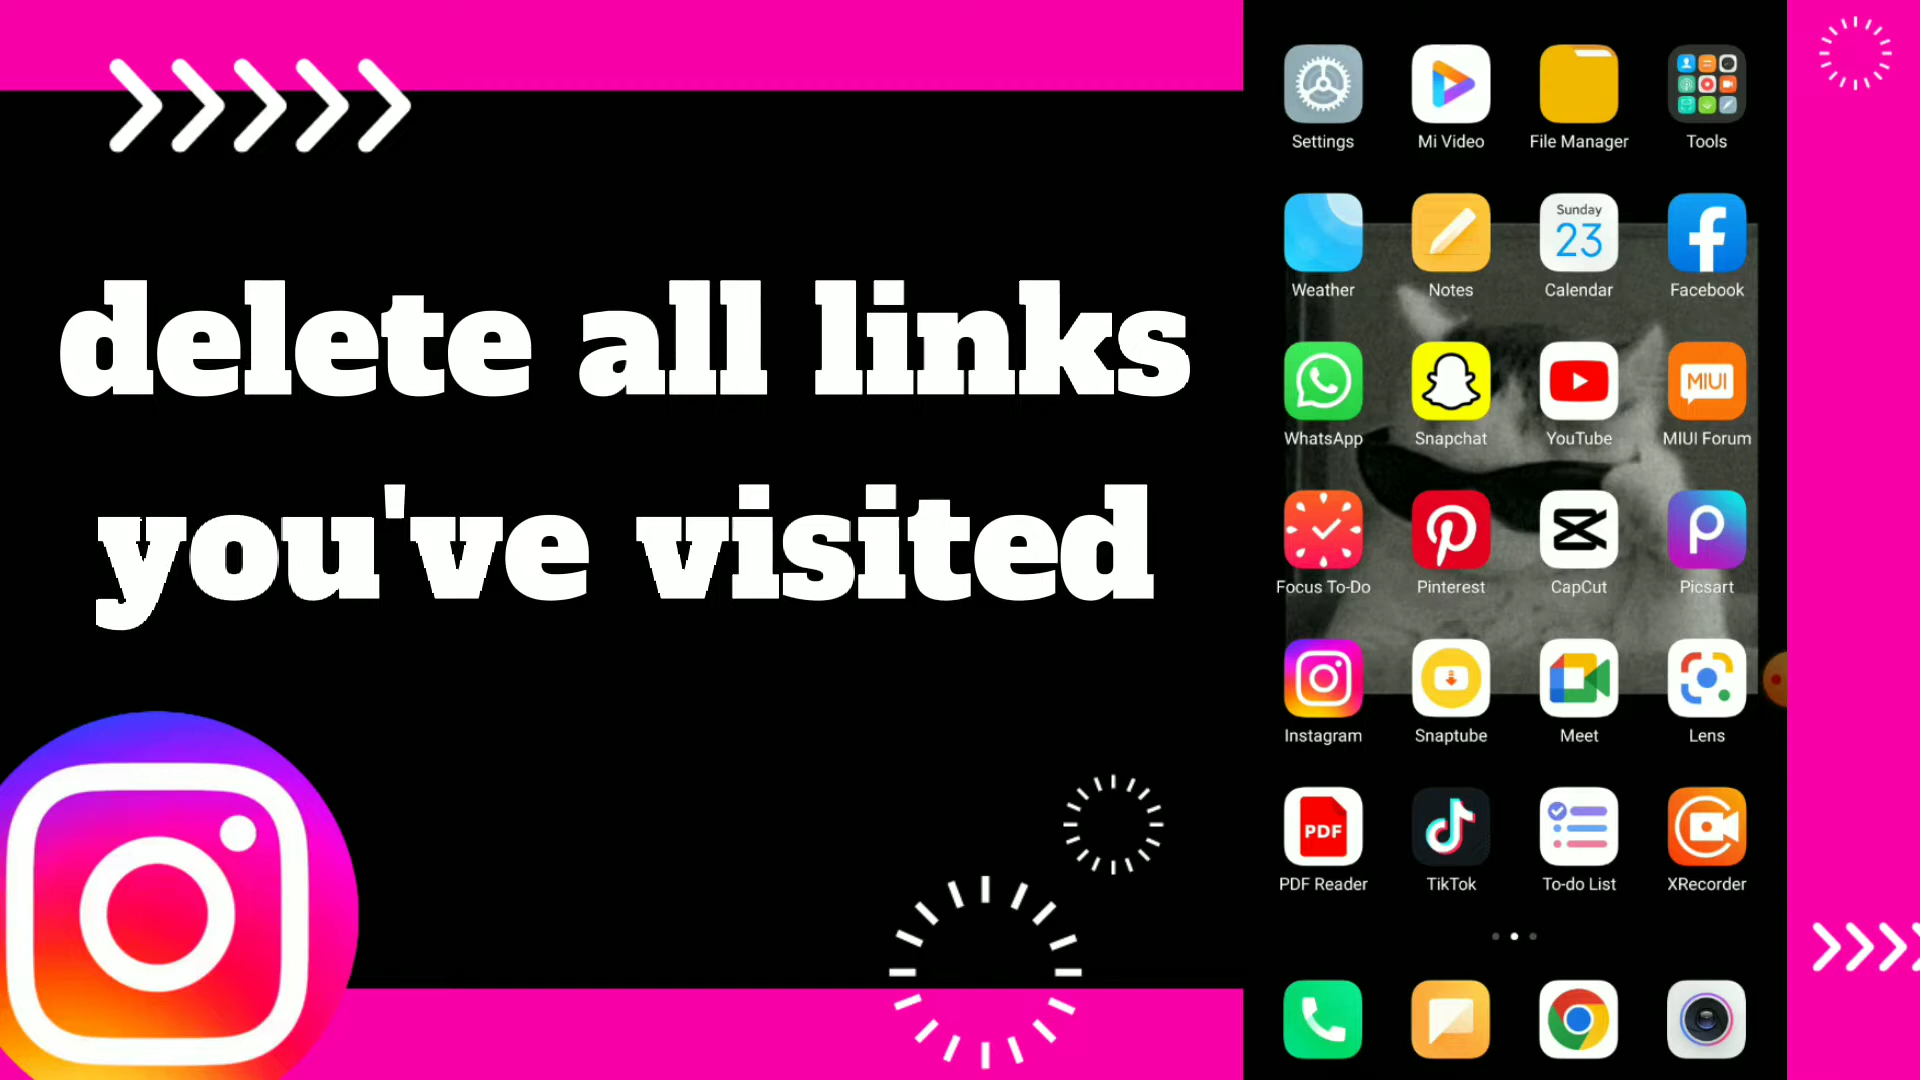 delete all links
you've visited
Settings Mi Video File Manager Tools
Sunday
23
Weather Notes Calendar Facebook
MIUI
WhatsApp Snapchat YouTube MIUI Forum
Focus To-Do Pinterest CapCut Picsart
Instagram Snaptube Meet Lens
PDF
PDF Reader TikTok To-do List XRecorder